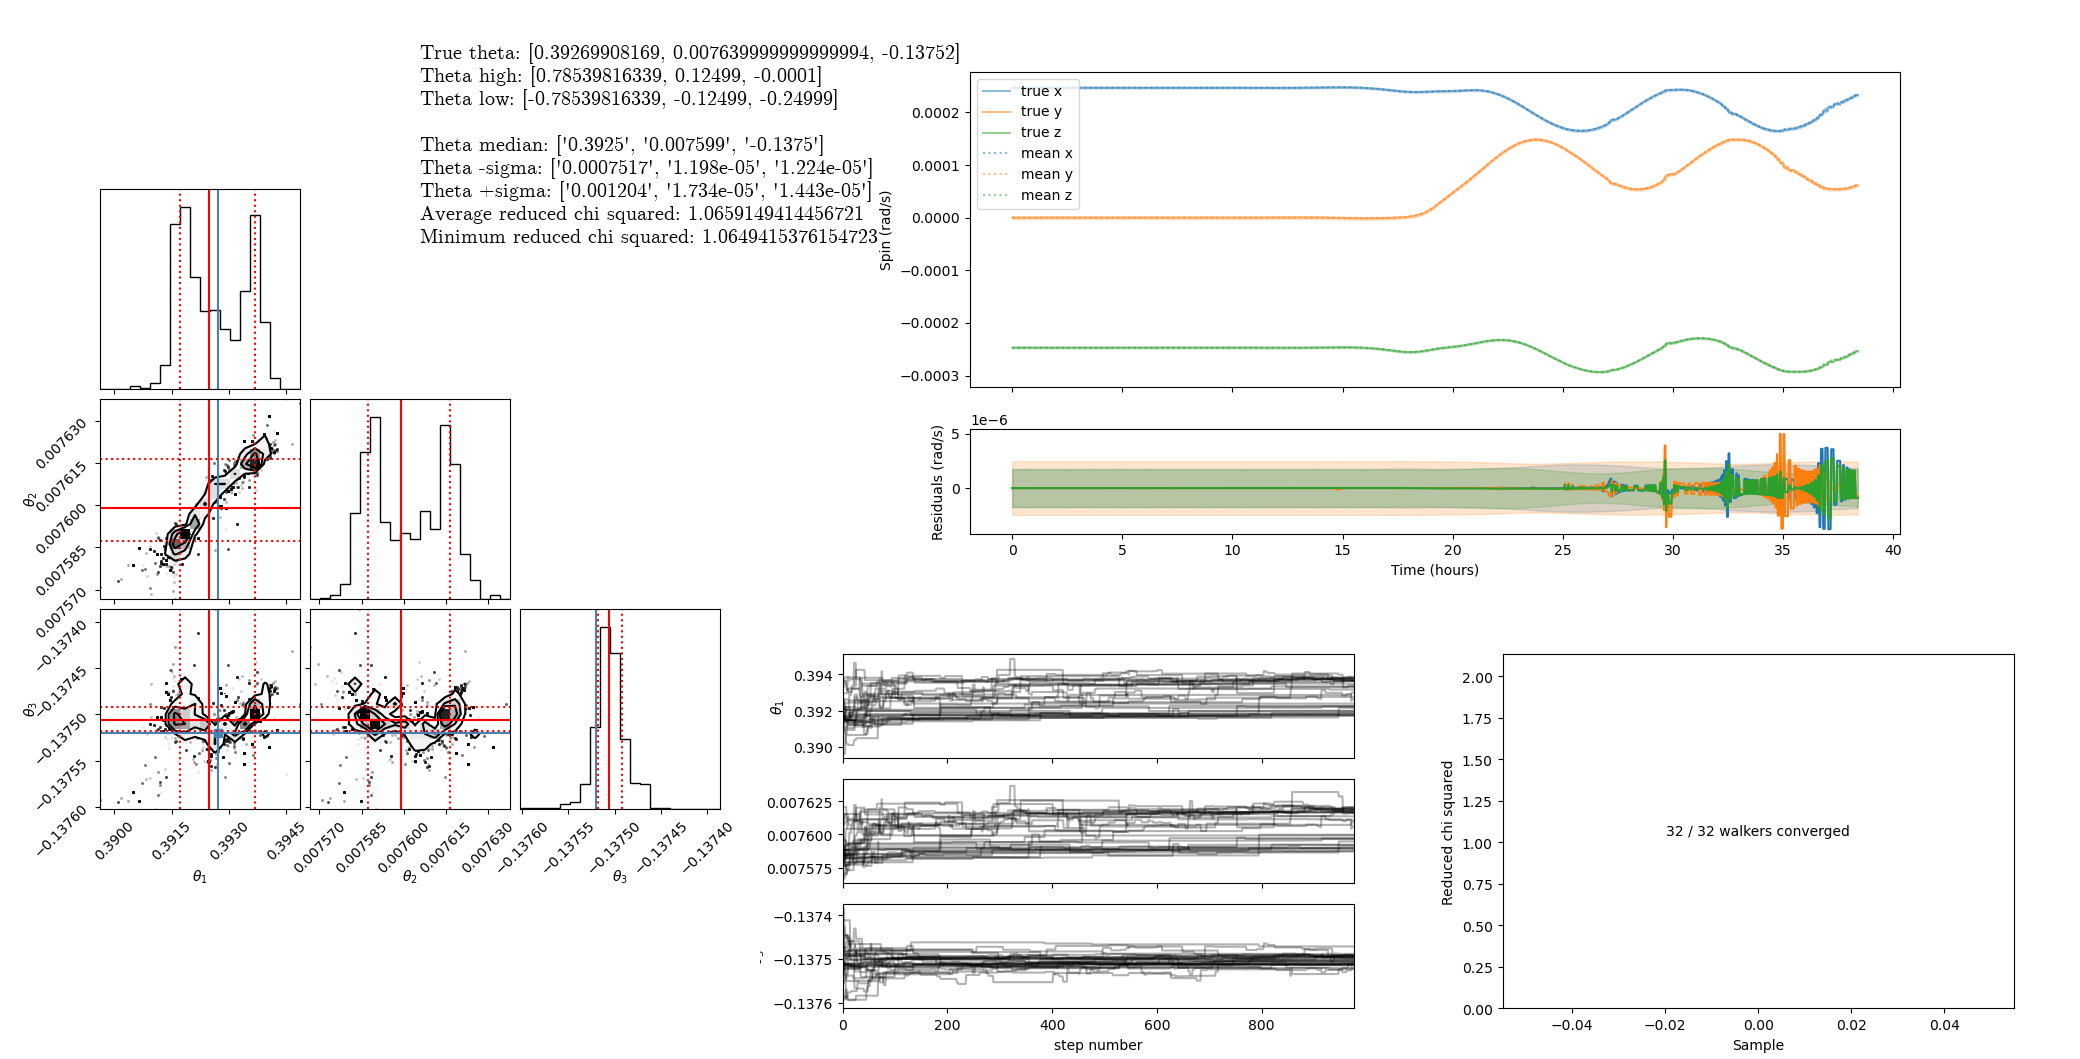 True theta: [0.39269908169, 0.007639999999999994, -0.13752]
Theta high: [0.78539816339, 0.12499, -0.0001]
Theta low: [-0.78539816339, -0.12499, -0.24999]
Theta median: ['0.3925', '0.007599', '-0.1375']
Theta -sigma: ['0.0007517', '1.198e-05', '1.224e-05']
Theta +sigma: ['0.001204', '1.734e-05', '1.443e-05']
Average reduced chi squared: 1.0659149414456721
Minimum reduced chi squared: 1.0649415376154723
true x
true y
true z
mean x
mean y
mean z
Spin (rad/s)
0.0002
0.0001
0.0000
−0.0001
−0.0002
−0.0003
1e−6
5
0
Residuals (rad/s)
0 5 10 15 20 25 30 35 40
Time (hours)
θ2
0.007630
0.007615
0.007600
0.007585
0.007570
θ3
−0.13740
−0.13745
−0.13750
−0.13755
−0.13760
0.3900 0.3915 0.3930 0.3945
θ1
0.007570 0.007585 0.007600 0.007615 0.007630
θ2
−0.13760 −0.13755 −0.13750 −0.13745 −0.13740
θ3
θ1
0.394
0.392
0.390
0.007625
0.007600
0.007575
−0.1374
−0.1375
−0.1376
0 200 400 600 800
step number
Reduced chi squared
2.00
1.75
1.50
1.25
1.00
0.75
0.50
0.25
0.00
32 / 32 walkers converged
−0.04 −0.02 0.00 0.02 0.04
Sample